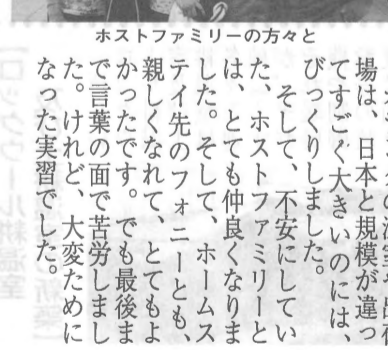 ホストファミリーの方々と
場は、日本と規模が違っ
てすごく大きいのには、
びっくりしました。
そして、不安にしてい
た、ホストファミリーと
は、とても仲良くなりま
した。そして、ホームス
テイ先のフォニーとも、
親しくなれて、とてもよ
かったです。でも最後ま
で言葉の面で苦労しまし
た。けれど、大変ために
なった実習でした。